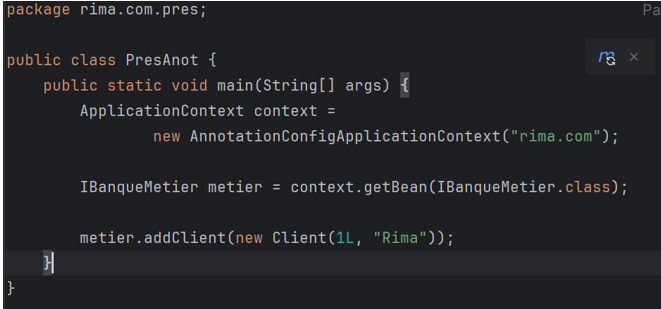 package rima.com.pres;
Pa
public class PresAnot {
    public static void main(String[] args) {
        ApplicationContext context =
                new AnnotationConfigApplicationContext("rima.com");

        IBanqueMetier metier = context.getBean(IBanqueMetier.class);

        metier.addClient(new Client(1L, "Rima"));
    }
}